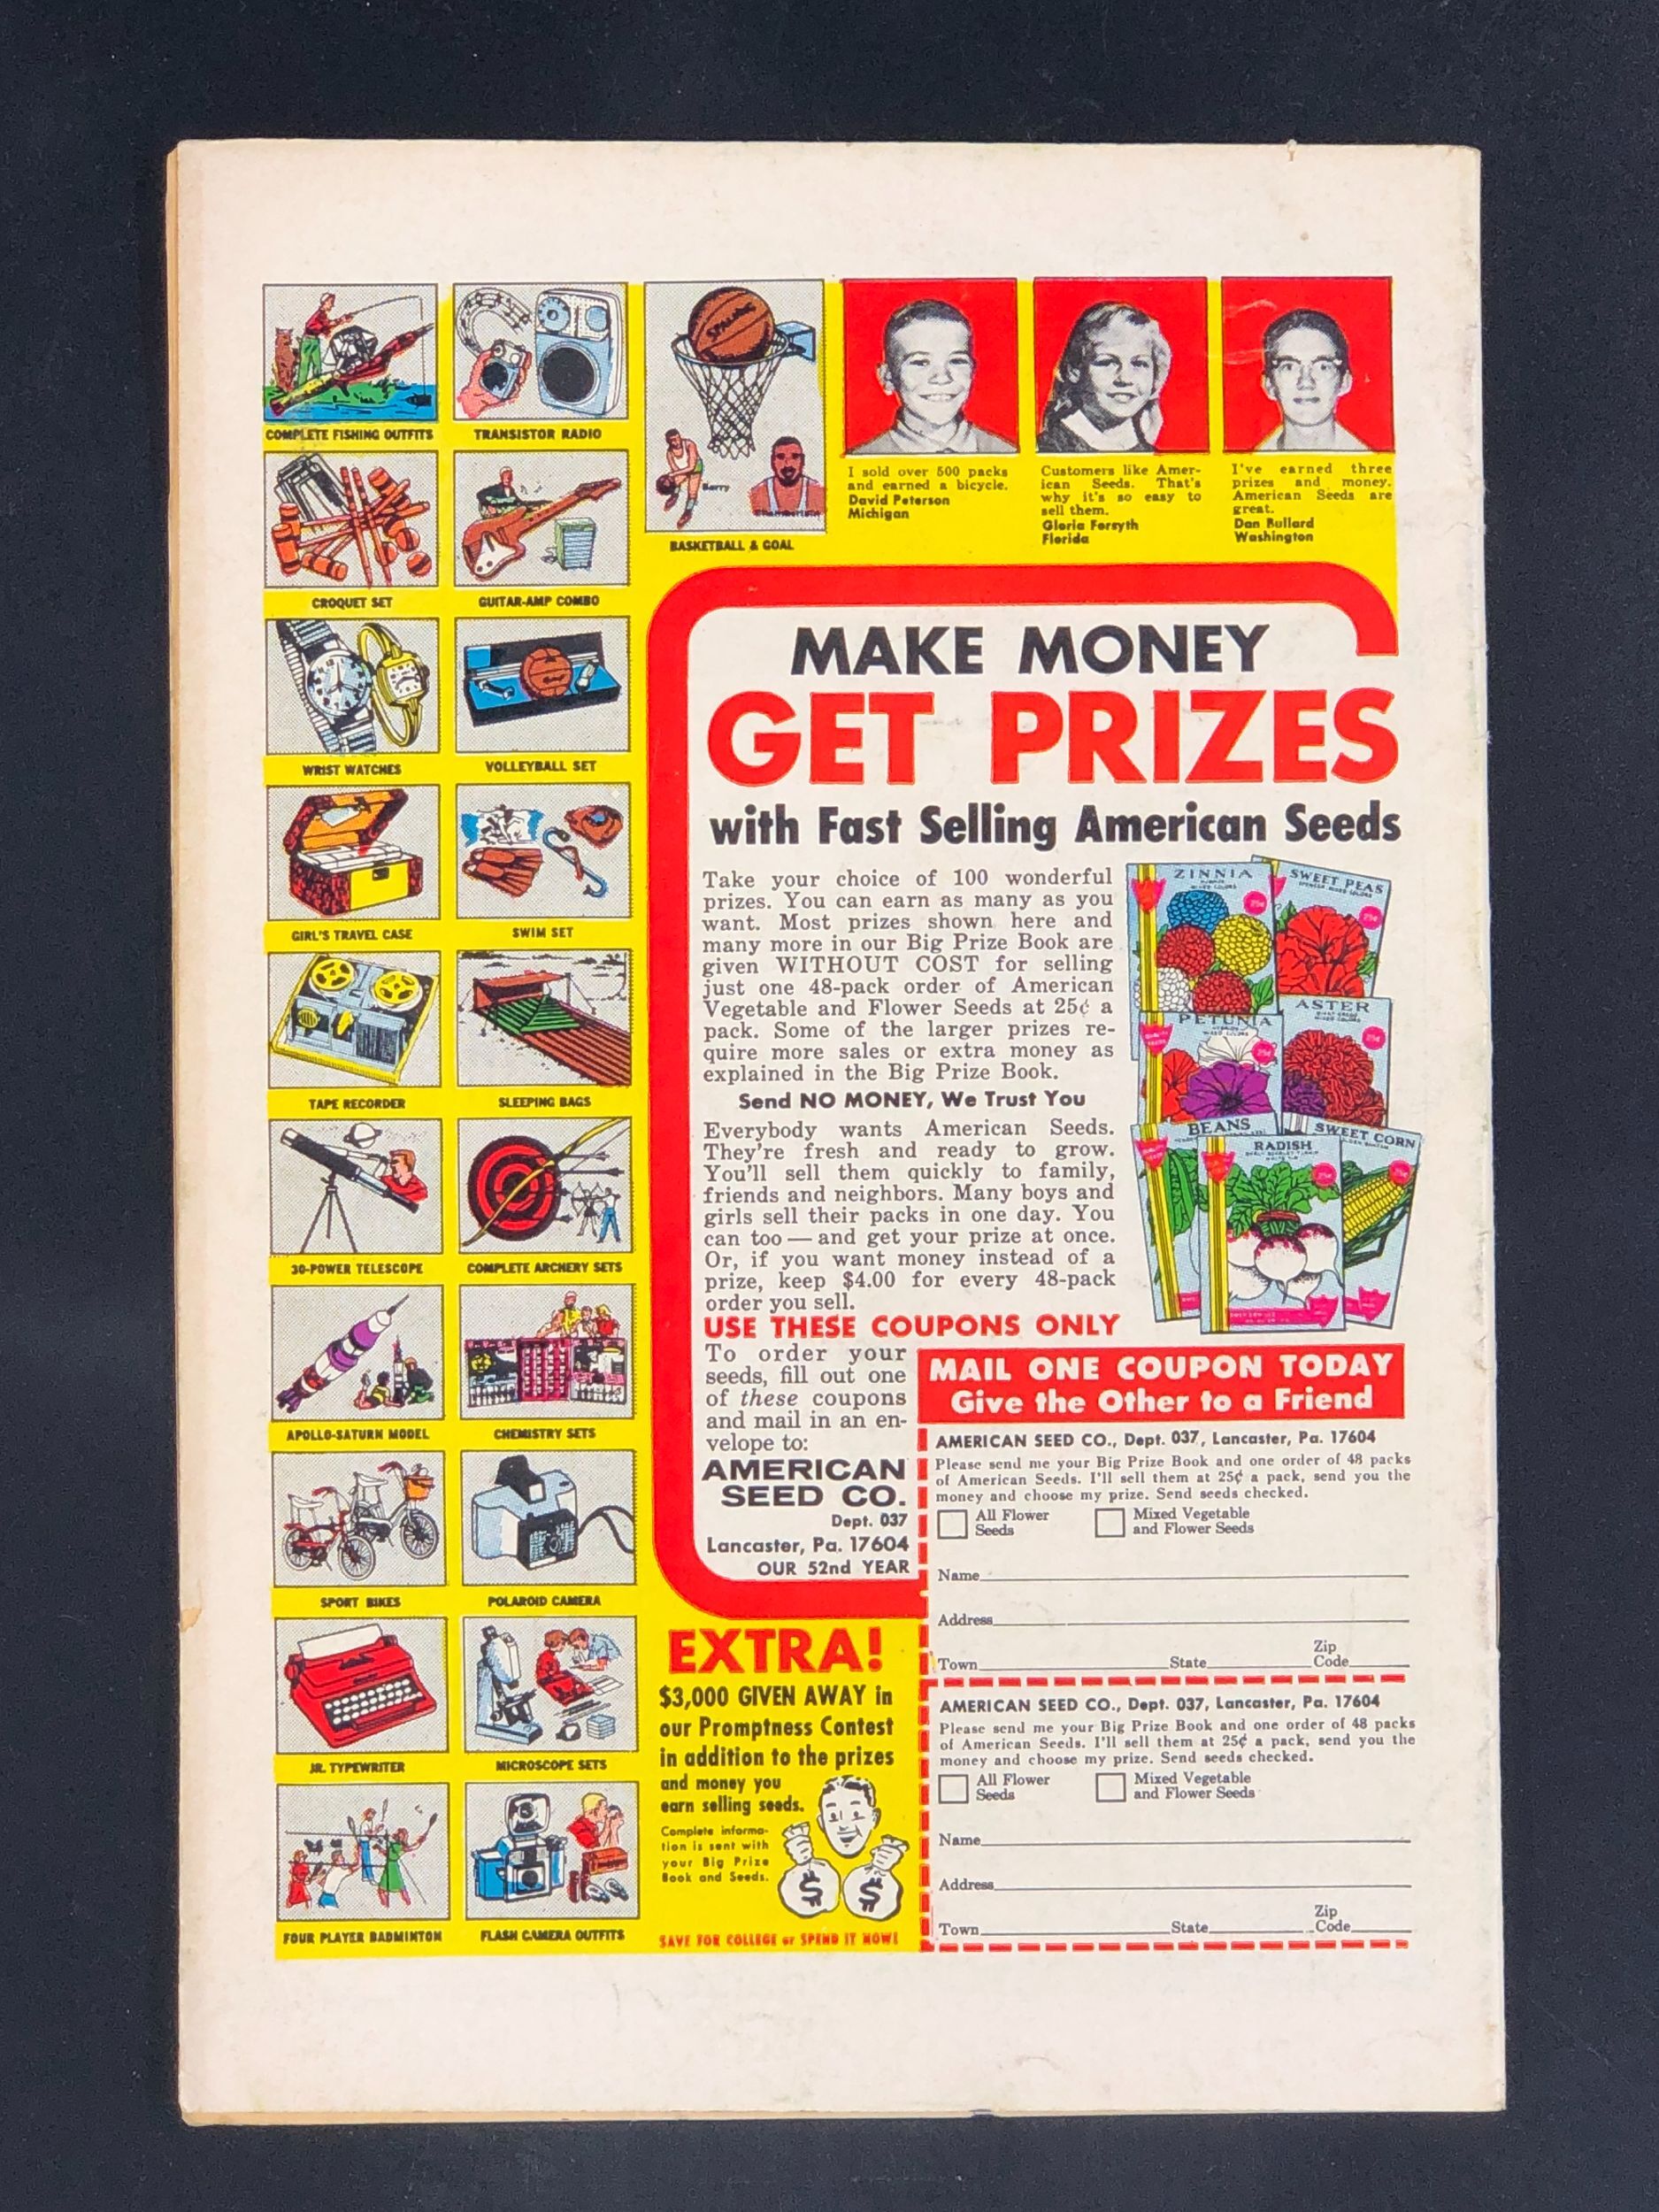 COMPLETE FISHING OUTFITS
TRANSISTOR RADIO
SPALDING
Barry
Chamberlain
BASKETBALL & GOAL
I sold over 500 packs
and earned a bicycle.
David Peterson
Michigan
Customers like Amer-
ican Seeds. That's
why it's so easy to
sell them.
Gloria Forsyth
Florida
I've earned three
prizes and money.
American Seeds are
great.
Dan Bullard
Washington
CROQUET SET
GUITAR-AMP COMBO
WRIST WATCHES
VOLLEYBALL SET
GIRL'S TRAVEL CASE
SWIM SET
TAPE RECORDER
SLEEPING BAGS
30-POWER TELESCOPE
COMPLETE ARCHERY SETS
APOLLO-SATURN MODEL
CHEMISTRY SETS
SPORT BIKES
POLAROID CAMERA
JR. TYPEWRITER
MICROSCOPE SETS
FOUR PLAYER BADMINTON
FLASH CAMERA OUTFITS
MAKE MONEY
GET PRIZES
with Fast Selling American Seeds
Take your choice of 100 wonderful
prizes. You can earn as many as you
want. Most prizes shown here and
many more in our Big Prize Book are
given WITHOUT COST for selling
just one 48-pack order of American
Vegetable and Flower Seeds at 25¢ a
pack. Some of the larger prizes re-
quire more sales or extra money as
explained in the Big Prize Book.
Send NO MONEY, We Trust You
Everybody wants American Seeds.
They're fresh and ready to grow.
You'll sell them quickly to family,
friends and neighbors. Many boys and
girls sell their packs in one day. You
can too — and get your prize at once.
Or, if you want money instead of a
prize, keep $4.00 for every 48-pack
order you sell.
ZINNIA
MIXED COLORS
25¢
SWEET PEAS
SPENCER MIXED COLORS
25¢
PETUNIA
MIXED COLORS
25¢
ASTER
MIXED COLORS
25¢
BEANS
RADISH
25¢
SWEET CORN
GOLDEN BANTAM
25¢
USE THESE COUPONS ONLY
To order your
seeds, fill out one
of these coupons
and mail in an en-
velope to:
AMERICAN
SEED CO.
Dept. 037
Lancaster, Pa. 17604
OUR 52nd YEAR
MAIL ONE COUPON TODAY
Give the Other to a Friend
AMERICAN SEED CO., Dept. 037, Lancaster, Pa. 17604
Please send me your Big Prize Book and one order of 48 packs
of American Seeds. I'll sell them at 25¢ a pack, send you the
money and choose my prize. Send seeds checked.
All Flower Seeds
Mixed Vegetable and Flower Seeds
Name
Address
Town State Zip Code
AMERICAN SEED CO., Dept. 037, Lancaster, Pa. 17604
Please send me your Big Prize Book and one order of 48 packs
of American Seeds. I'll sell them at 25¢ a pack, send you the
money and choose my prize. Send seeds checked.
All Flower Seeds
Mixed Vegetable and Flower Seeds
Name
Address
Town State Zip Code
EXTRA!
$3,000 GIVEN AWAY in
our Promptness Contest
in addition to the prizes
and money you
earn selling seeds.
Complete informa-
tion is sent with
your Big Prize
Book and Seeds.
$ $
SAVE FOR COLLEGE or SPEND IT NOW!